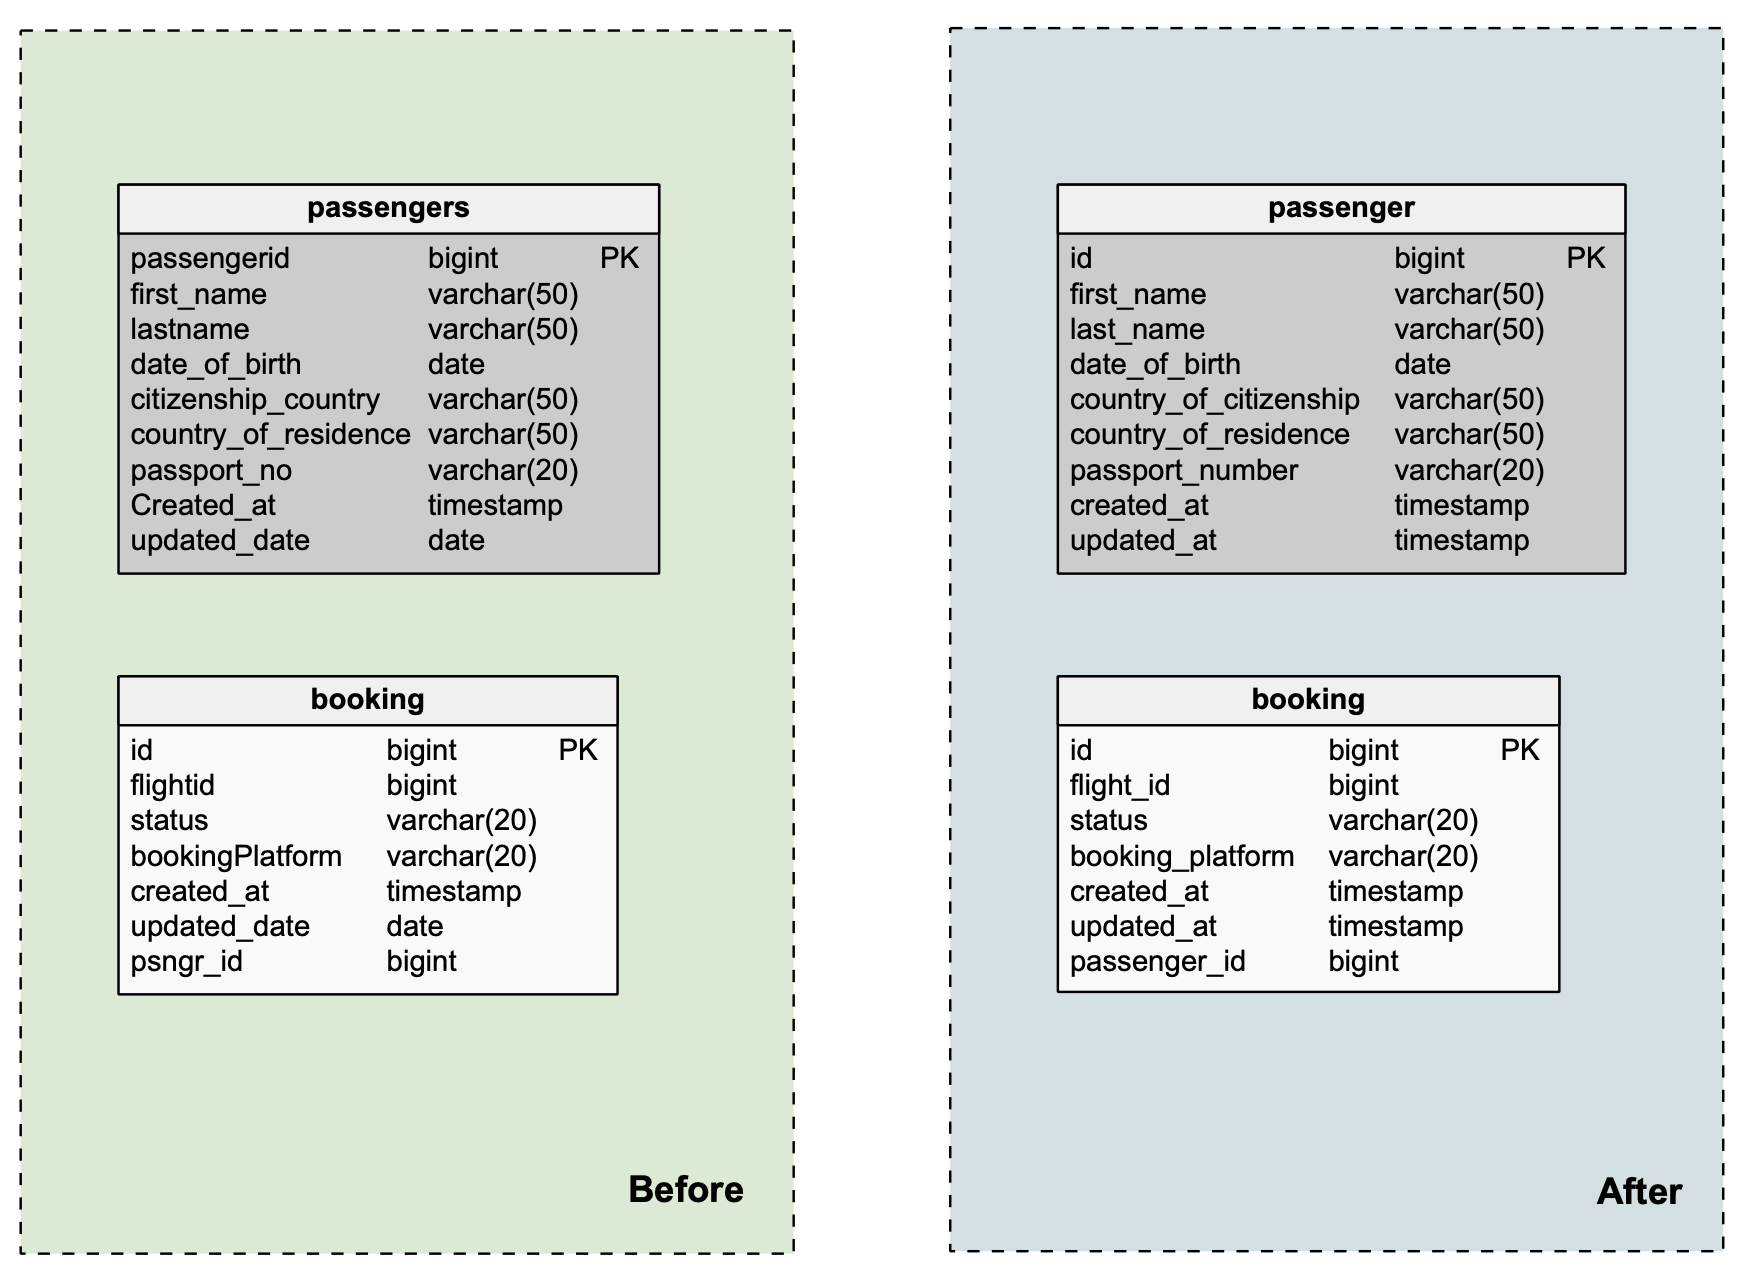 passengers
passengerid bigint PK
first_name varchar(50)
lastname varchar(50)
date_of_birth date
citizenship_country varchar(50)
country_of_residence varchar(50)
passport_no varchar(20)
Created_at timestamp
updated_date date
booking
id bigint PK
flightid bigint
status varchar(20)
bookingPlatform varchar(20)
created_at timestamp
updated_date date
psngr_id bigint
Before
passenger
id bigint PK
first_name varchar(50)
last_name varchar(50)
date_of_birth date
country_of_citizenship varchar(50)
country_of_residence varchar(50)
passport_number varchar(20)
created_at timestamp
updated_at timestamp
booking
id bigint PK
flight_id bigint
status varchar(20)
booking_platform varchar(20)
created_at timestamp
updated_at timestamp
passenger_id bigint
After